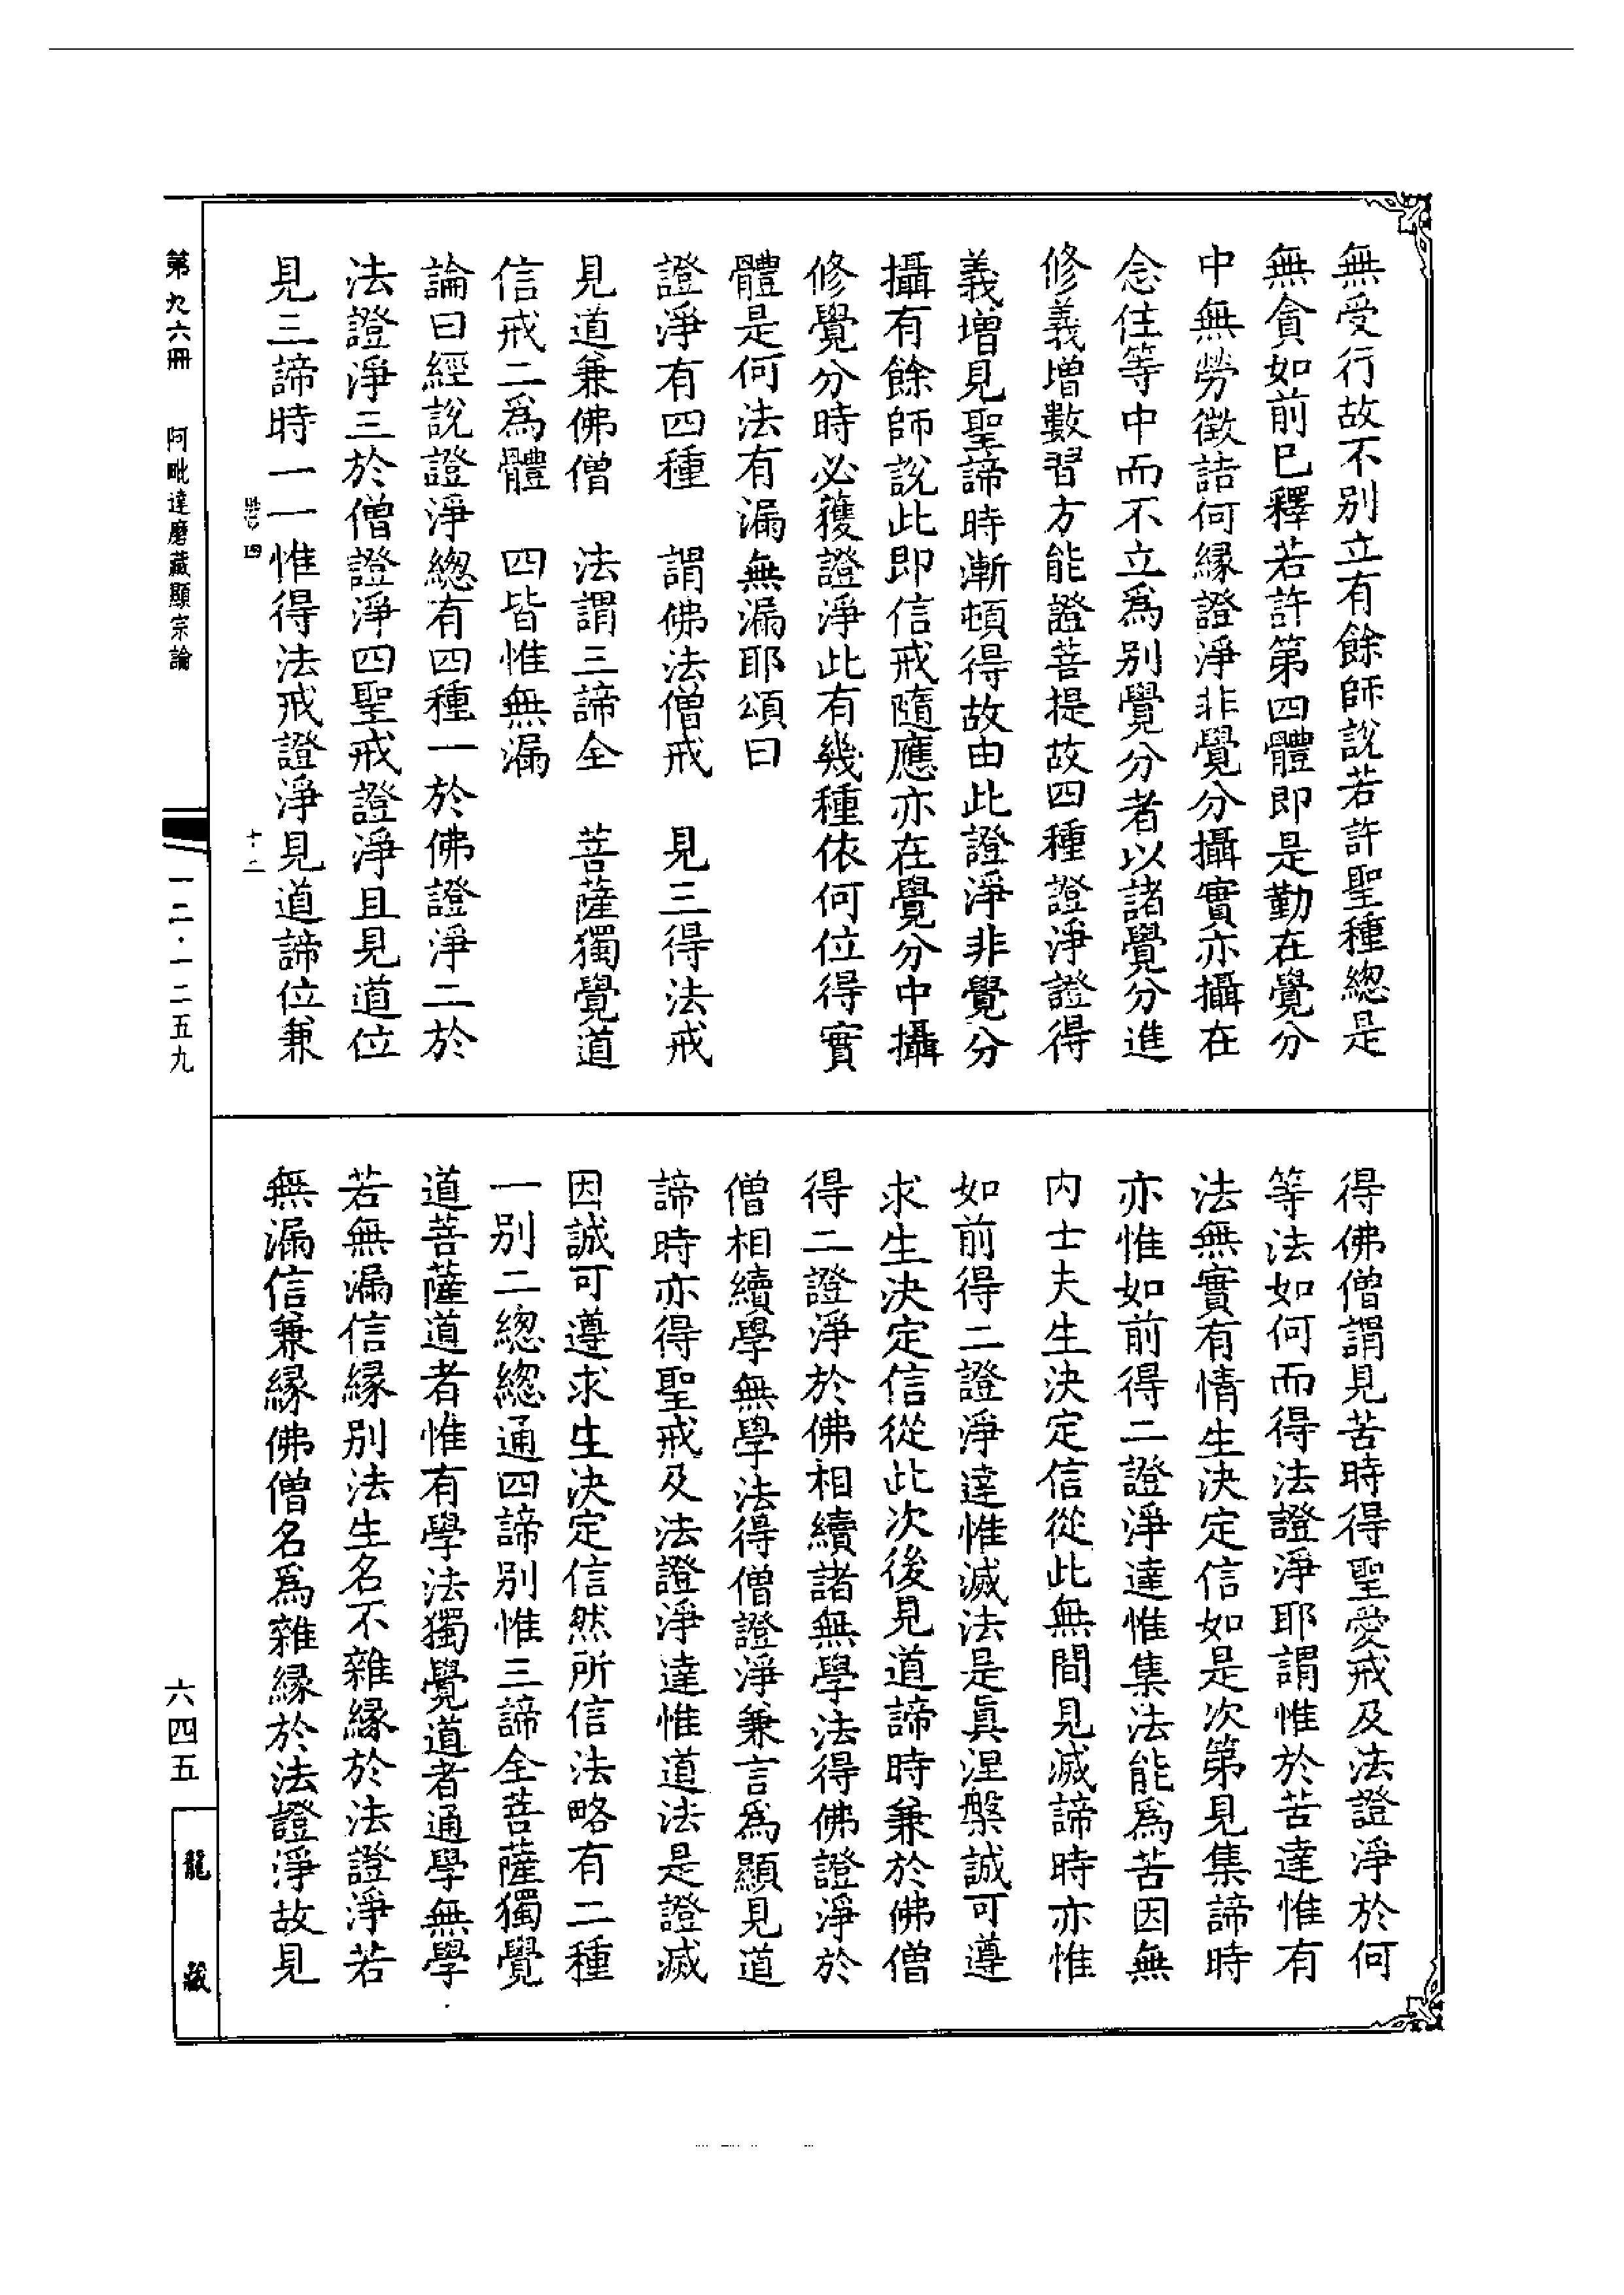 無受行故不別立有餘師說若許聖種總是
無貪如前已釋若許第四體即是勤在覺分
中無勞徵詰何緣證淨非覺分攝實亦攝在
念住等中而不立為別覺分者以諸覺分進
修義增數習方能證菩提故四種證淨證得
義增見聖諦時漸頓得故由此證淨非覺分
攝有餘師說此即信戒隨應亦在覺分中攝
修覺分時必獲證淨此有幾種依何位得實
體是何法有漏無漏耶頌曰
證淨有四種　謂佛法僧戒　見三得法戒
見道兼佛僧　法謂三諦全　菩薩獨覺道
信戒二為體　四皆惟無漏
論曰經說證淨總有四種一於佛證淨二於
法證淨三於僧證淨四聖戒證淨且見道位
見三諦時一一惟得法戒證淨見道諦位兼
得佛僧謂見苦時得聖愛戒及法證淨於何
等法如何而得法證淨耶謂惟於苦達惟有
法無實有情生決定信如是次第見集諦時
亦惟如前得二證淨達惟集法能為苦因無
內士夫生決定信從此無間見滅諦時亦惟
如前得二證淨達惟滅法是真涅槃誠可遵
求生決定信從此次後見道諦時兼於佛僧
得二證淨於佛相續諸無學法得佛證淨於
僧相續學無學法得僧證淨兼言為顯見道
諦時亦得聖戒及法證淨達惟道法是證滅
因誠可遵求生決定信然所信法略有二種
一別二總總通四諦別惟三諦全菩薩獨覺
道菩薩道者惟有學法獨覺道者通學無學
若無漏信緣別法生名不雜緣於法證淨若
無漏信兼緣佛僧名為雜緣於法證淨故見
第九六冊　阿毗達磨藏顯宗論
四
十二
一二·一二五九
六四五
龍藏